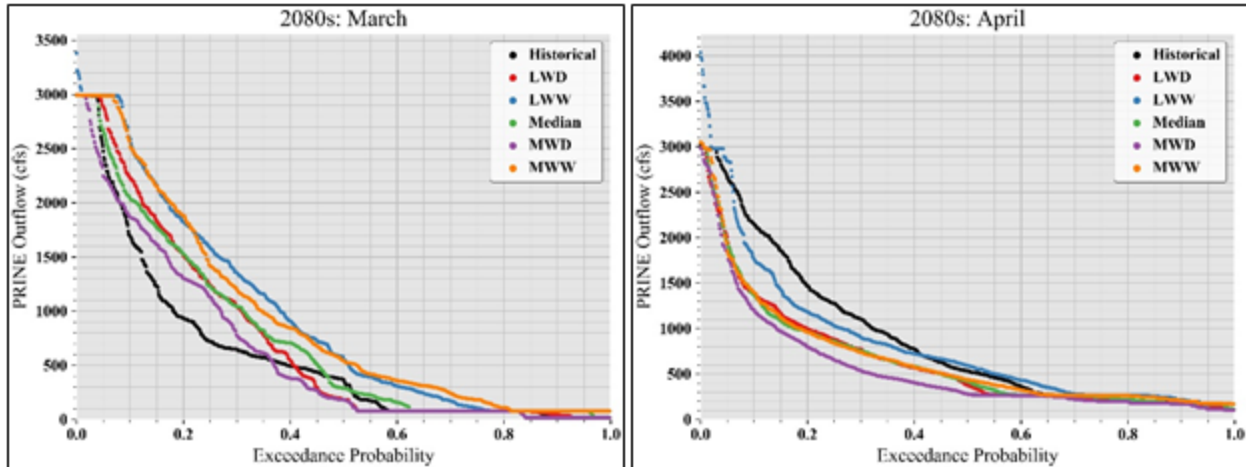 2080s: March
PRINE Outflow (cfs)
3500
3000
2500
2000
1500
1000
500
0
0.0 0.2 0.4 0.6 0.8 1.0
Exceedance Probability
Historical
LWD
LWW
Median
MWD
MWW
2080s: April
PRINE Outflow (cfs)
4000
3500
3000
2500
2000
1500
1000
500
0
0.0 0.2 0.4 0.6 0.8 1.0
Exceedance Probability
Historical
LWD
LWW
Median
MWD
MWW